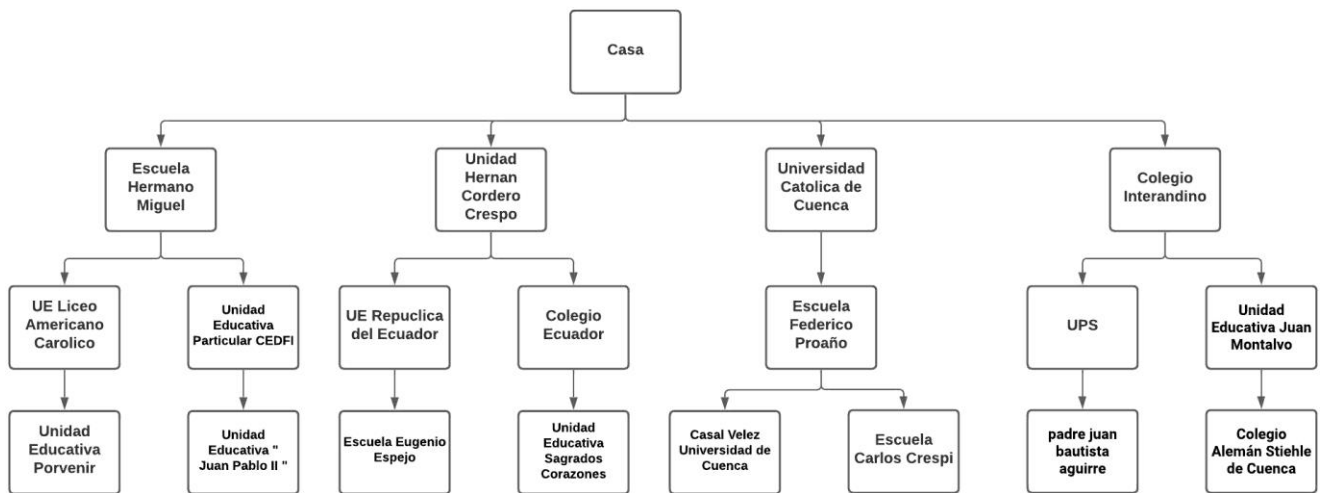 Casa
Escuela
Hermano
Miguel
Unidad
Hernan
Cordero
Crespo
Universidad
Catolica de
Cuenca
Colegio
Interandino
UE Liceo
Americano
Carolico
Unidad
Educativa
Particular CEDFI
UE Repuclica
del Ecuador
Colegio
Ecuador
Escuela
Federico
Proaño
UPS
Unidad
Educativa Juan
Montalvo
Unidad
Educativa
Porvenir
Unidad
Educativa "
Juan Pablo II "
Escuela Eugenio
Espejo
Unidad
Educativa
Sagrados
Corazones
Casal Velez
Universidad de
Cuenca
Escuela
Carlos Crespi
padre juan
bautista
aguirre
Colegio
Alemán Stiehle
de Cuenca